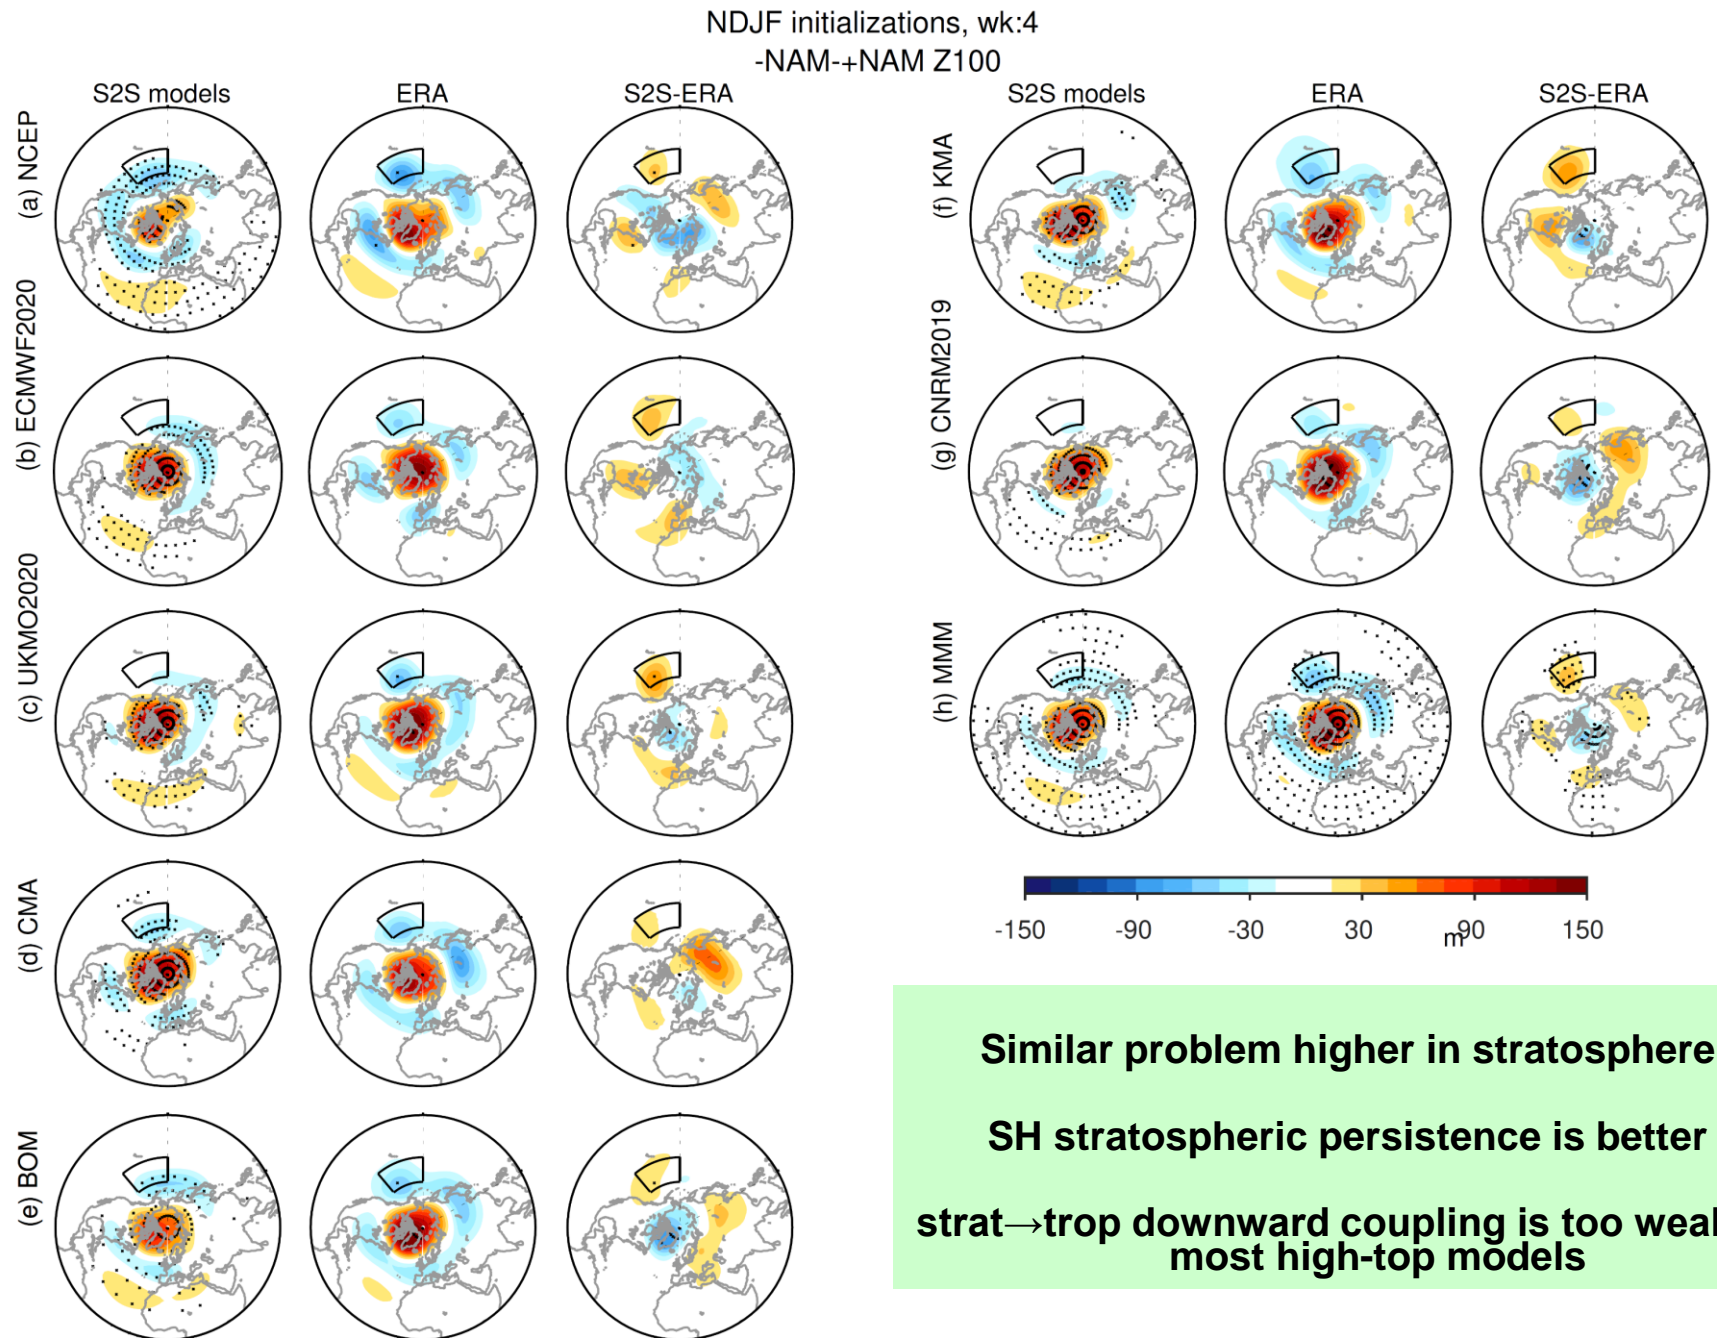 NDJF initializations, wk:4
-NAM-+NAM Z100
S2S models ERA S2S-ERA
S2S models ERA S2S-ERA
(a) NCEP
(b) ECMWF2020
(c) UKMO2020
(d) CMA
(e) BOM
(f) KMA
(g) CNRM2019
(h) MMM
-150 -90 -30 30 90 150
m
Similar problem higher in stratosphere
SH stratospheric persistence is better
strat→trop downward coupling is too
most high-top models